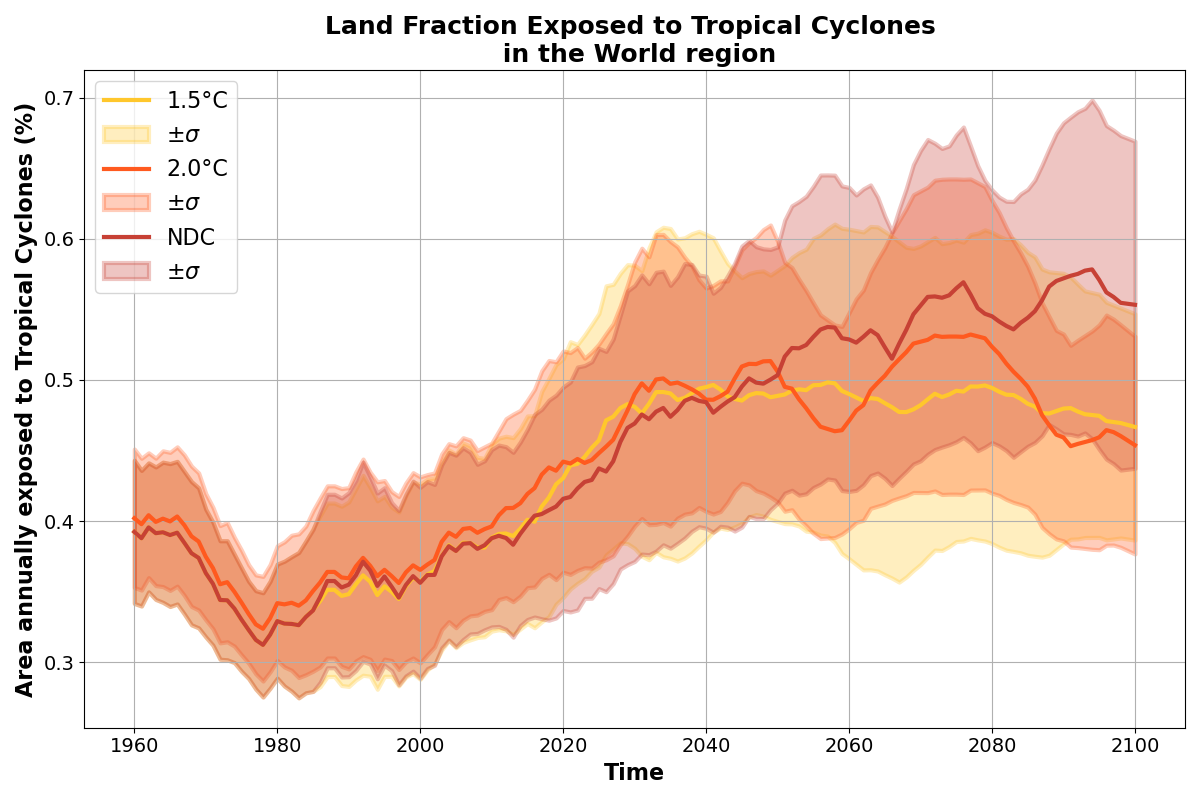 Land Fraction Exposed to Tropical Cyclones
in the World region
Area annually exposed to Tropical Cyclones (%)
1.5°C
±σ
2.0°C
±σ
NDC
±σ
0.7
0.6
0.5
0.4
0.3
1960 1980 2000 2020 2040 2060 2080 2100
Time